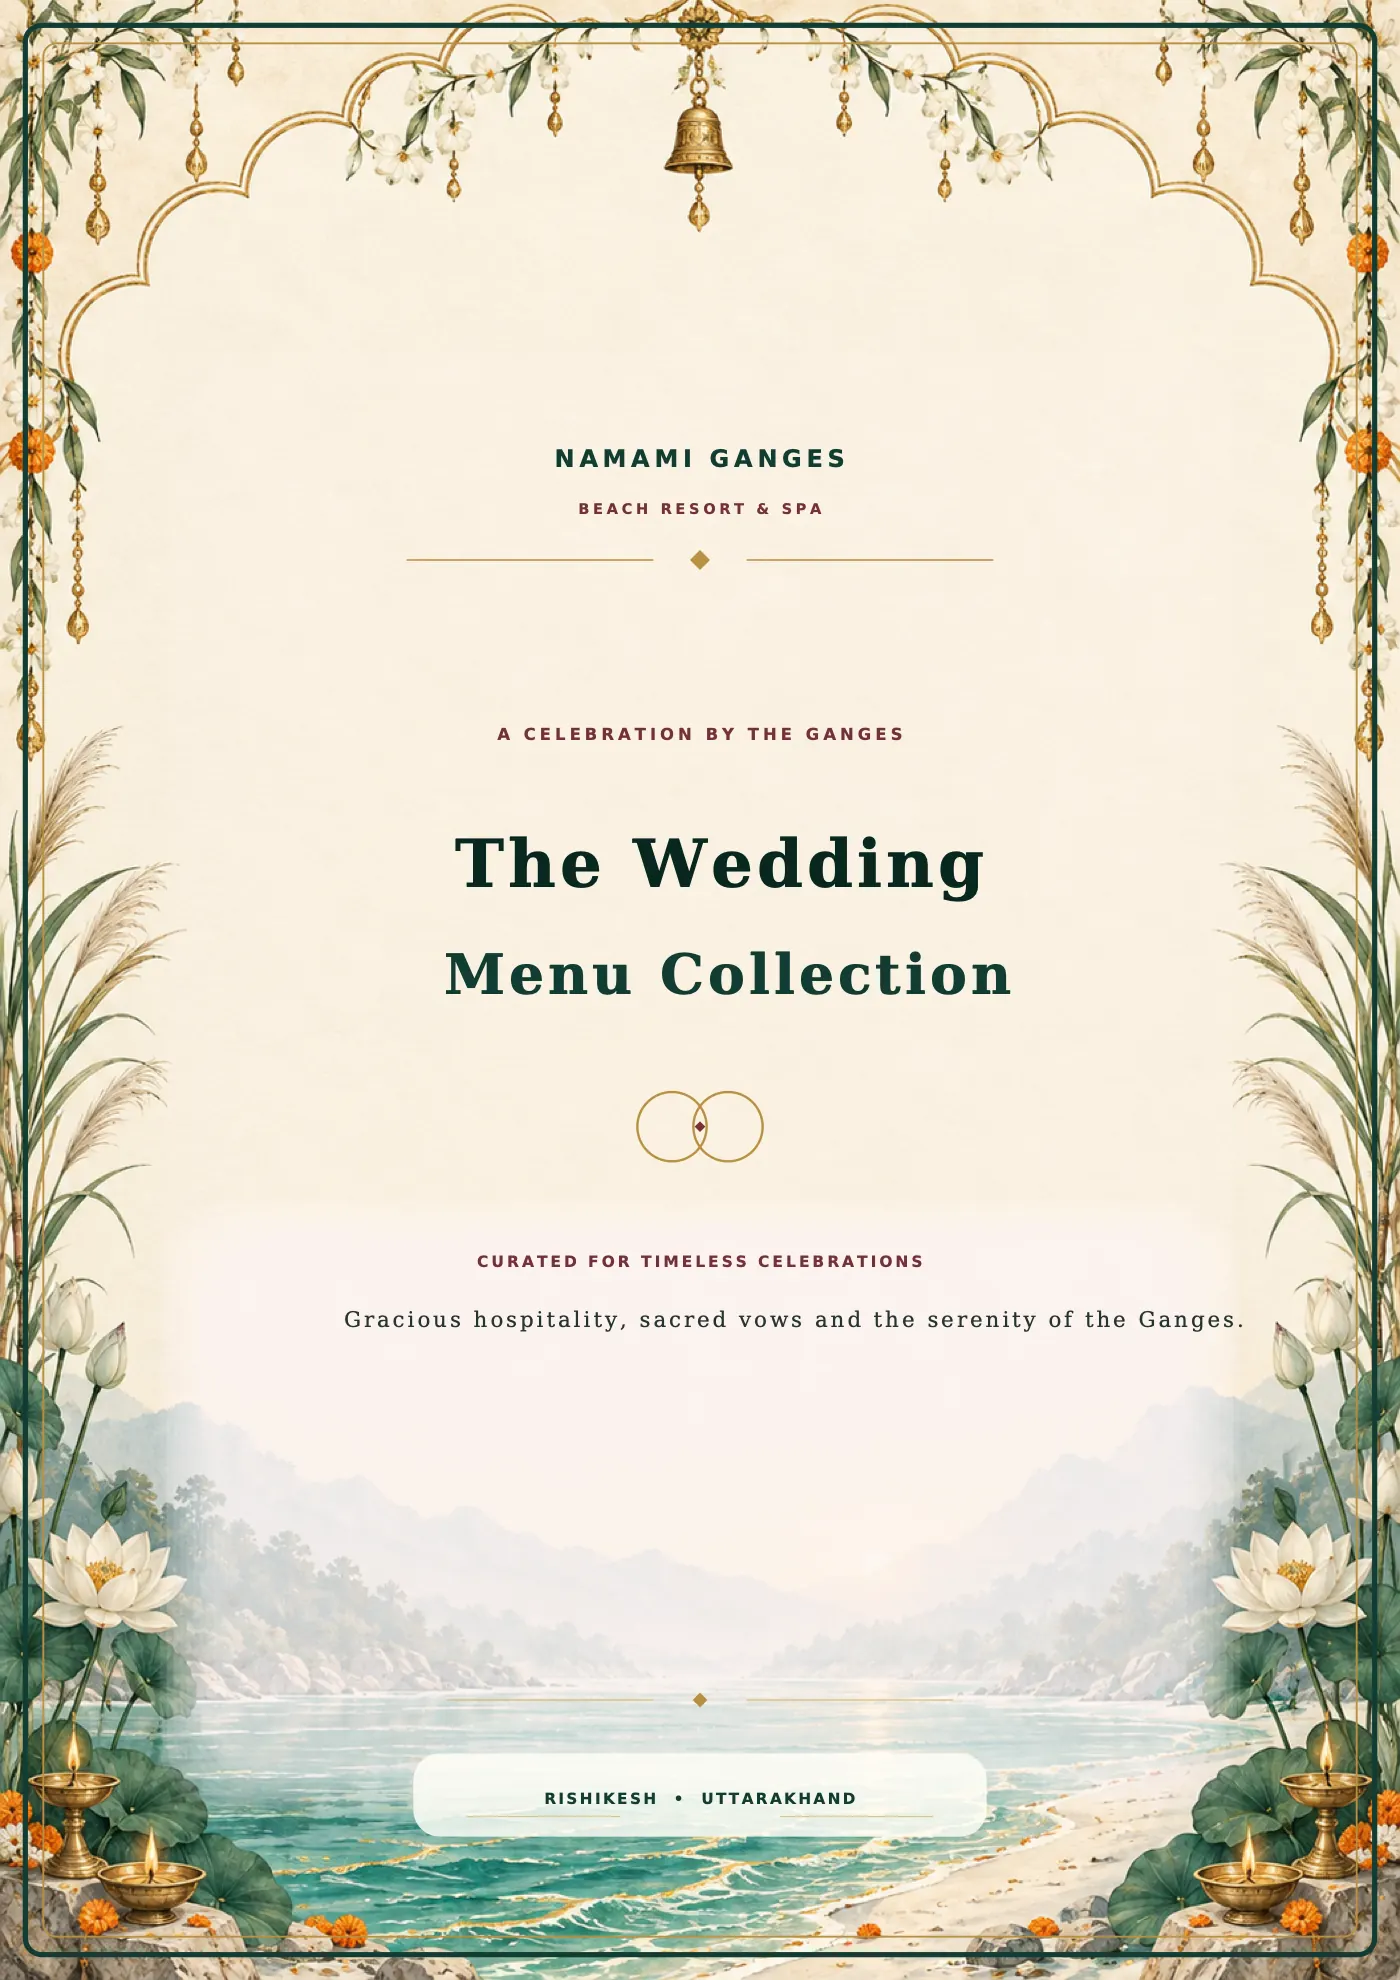 NAMAMI GANGES
BEACH RESORT & SPA
A CELEBRATION BY THE GANGES
The Wedding
Menu Collection
CURATED FOR TIMELESS CELEBRATIONS
Gracious hospitality, sacred vows and the serenity of the Ganges.
RISHIKESH • UTTARAKHAND